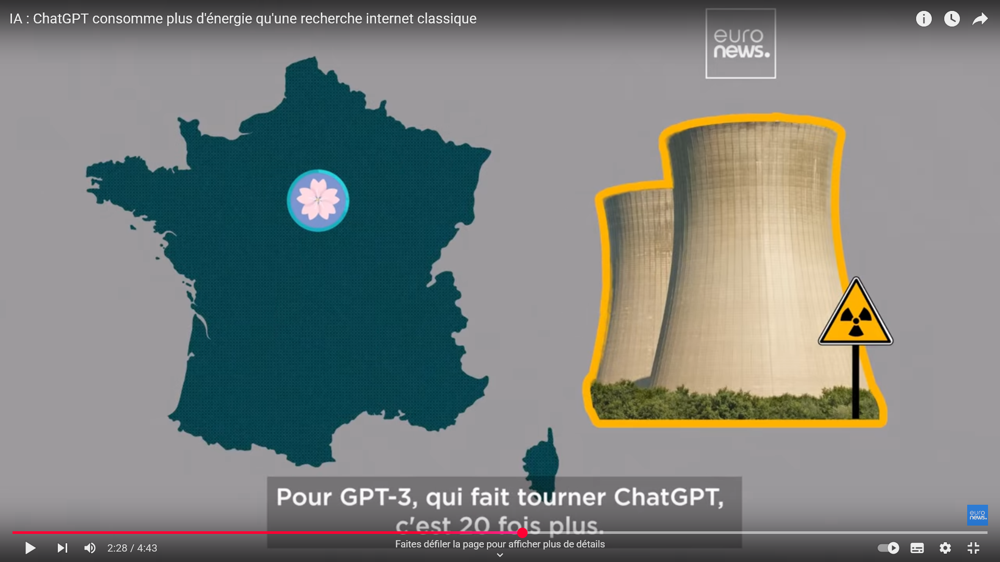 IA : ChatGPT consomme plus d'énergie qu'une recherche internet classique
euro
news.
Pour GPT-3, qui fait tourner ChatGPT,
c'est 20 fois plus.
euro
news.
2:28 / 4:43
Faites défiler la page pour afficher plus de détails